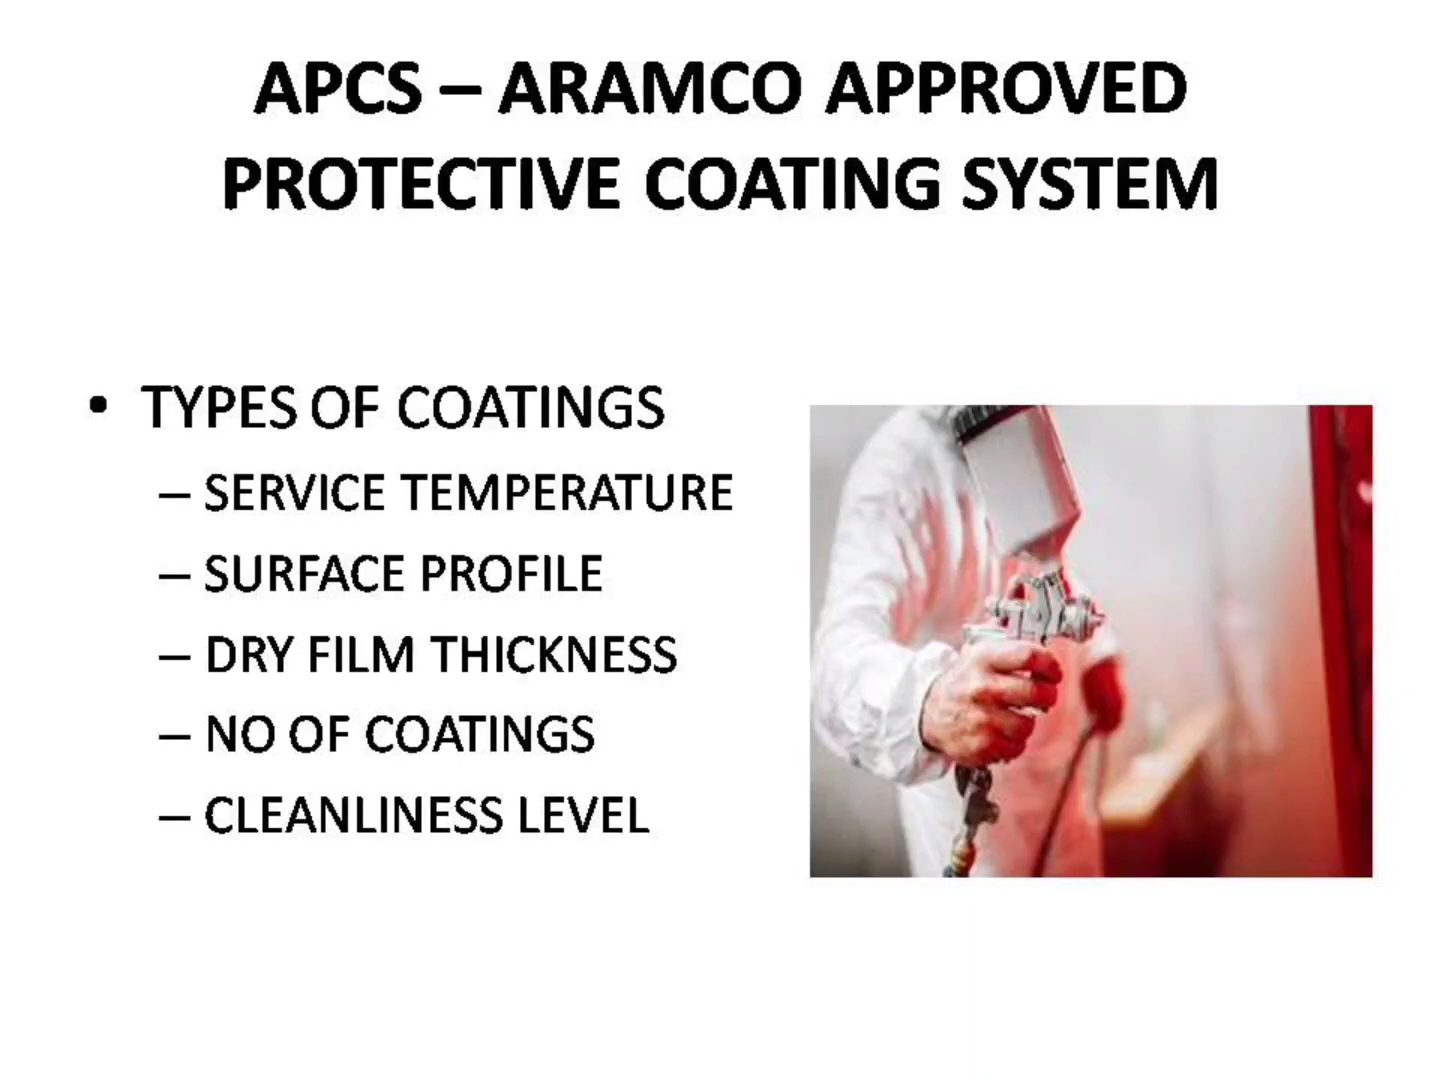 APCS – ARAMCO APPROVED
PROTECTIVE COATING SYSTEM
• TYPES OF COATINGS
– SERVICE TEMPERATURE
– SURFACE PROFILE
– DRY FILM THICKNESS
– NO OF COATINGS
– CLEANLINESS LEVEL